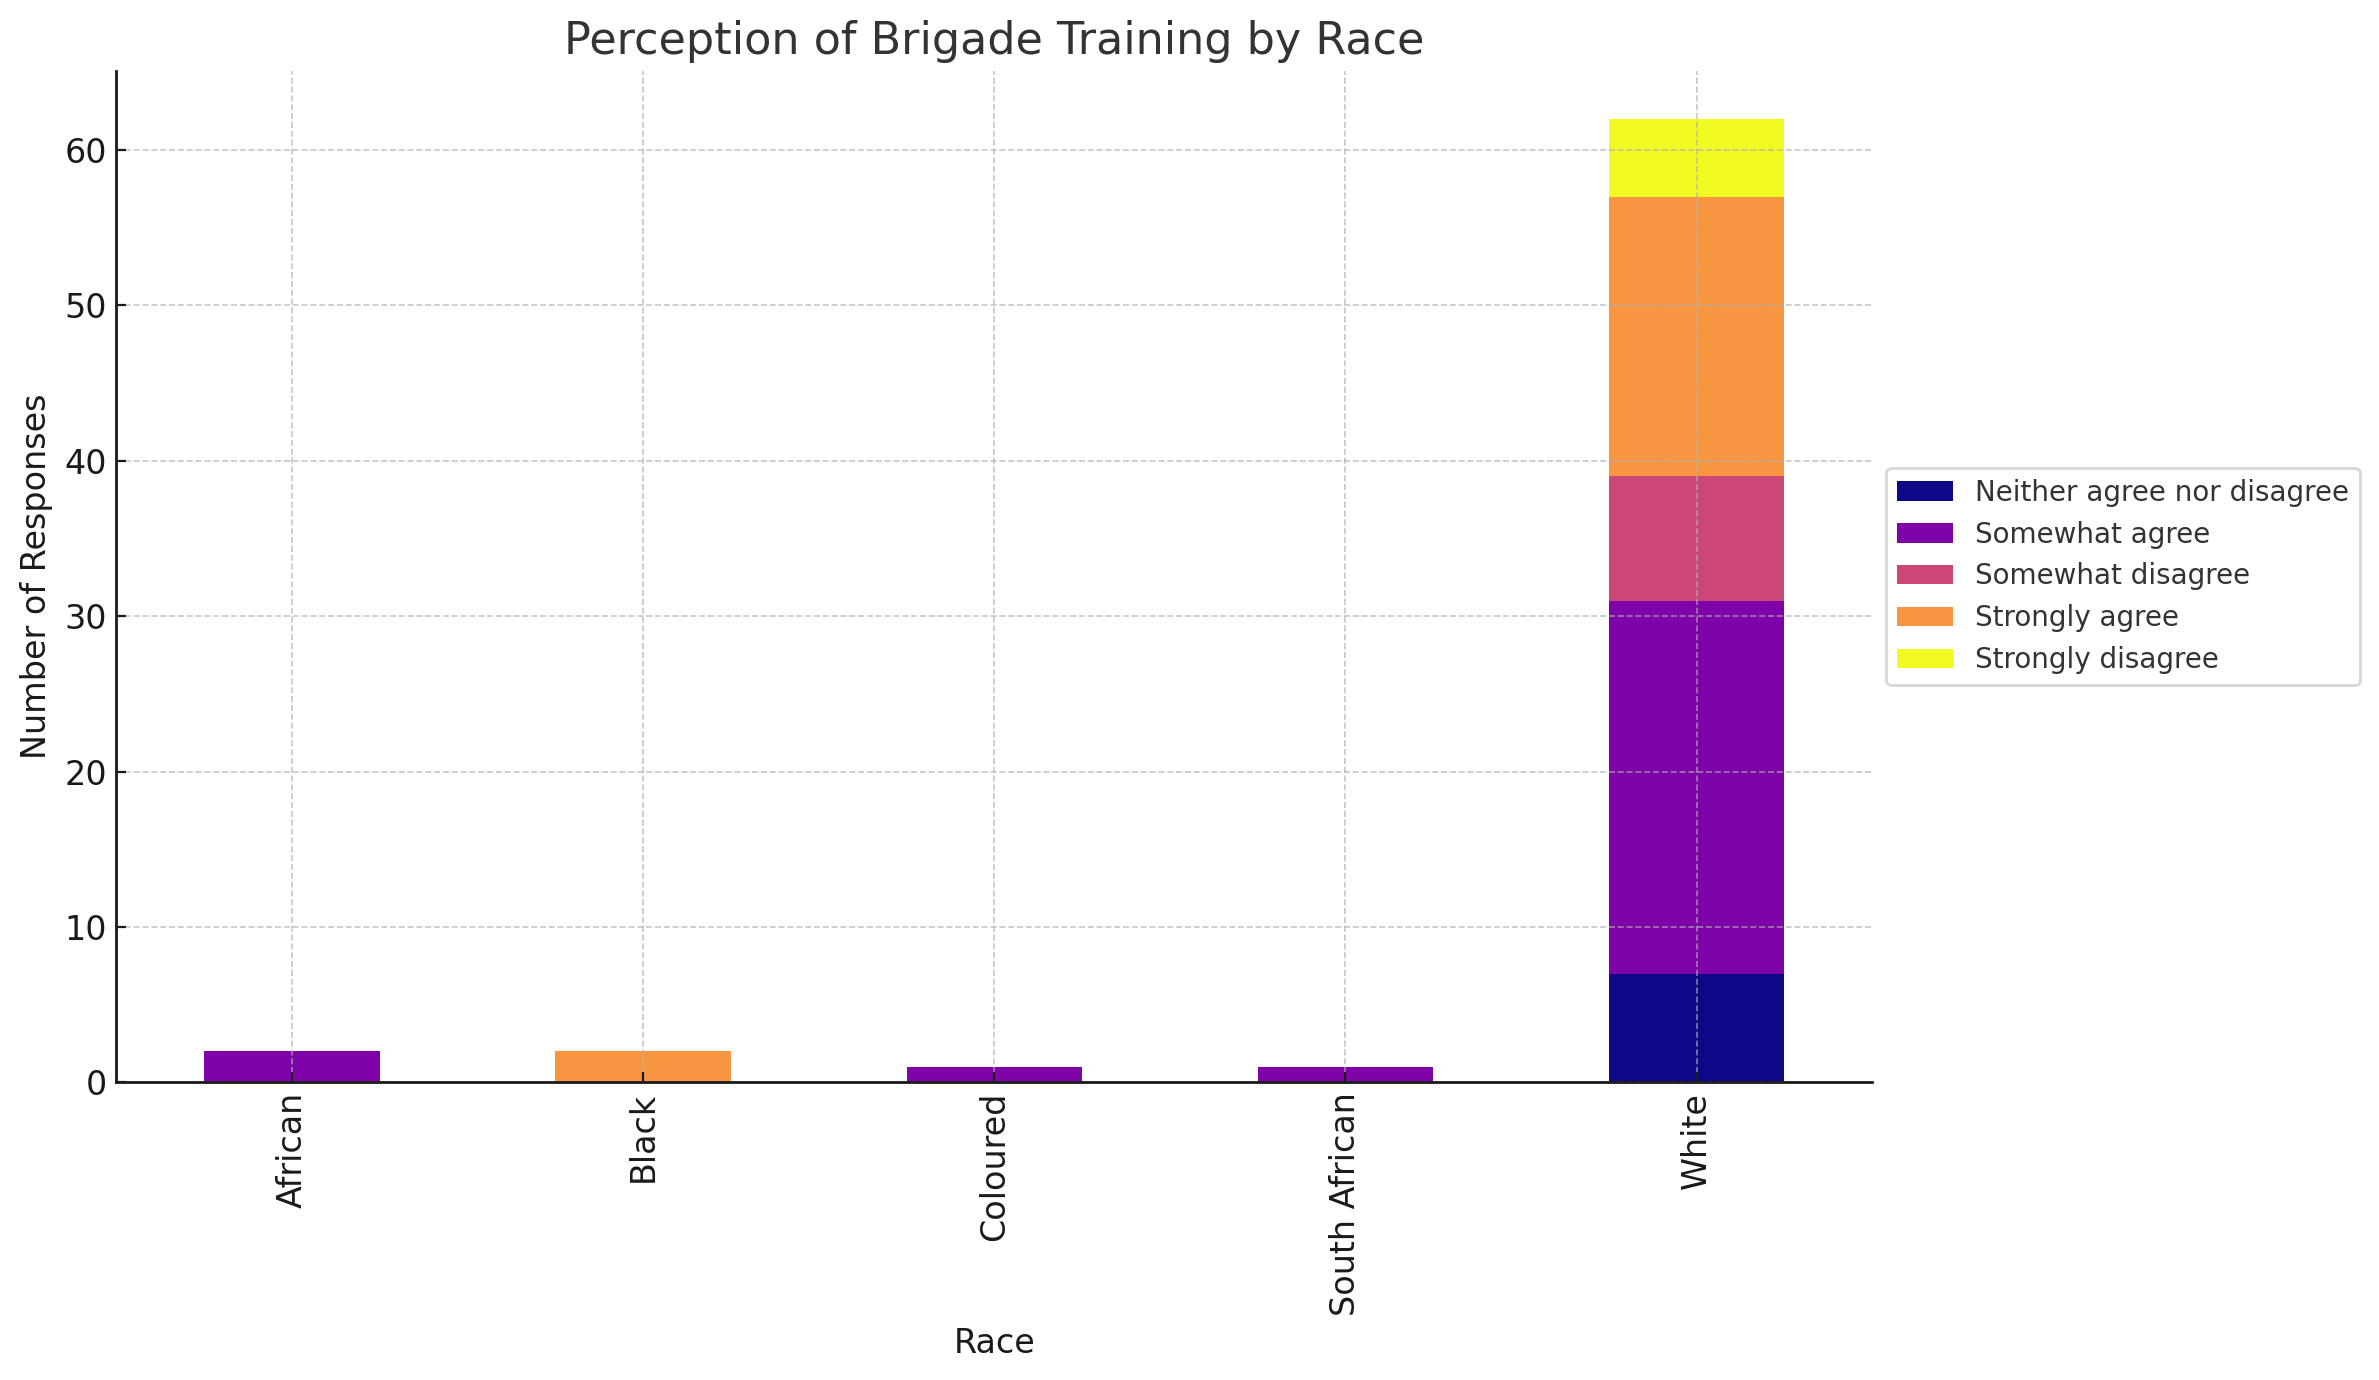 Perception of Brigade Training by Race
Number of Responses
60
50
40
30
20
10
0
African
Black
Coloured
South African
White
Race
Neither agree nor disagree
Somewhat agree
Somewhat disagree
Strongly agree
Strongly disagree